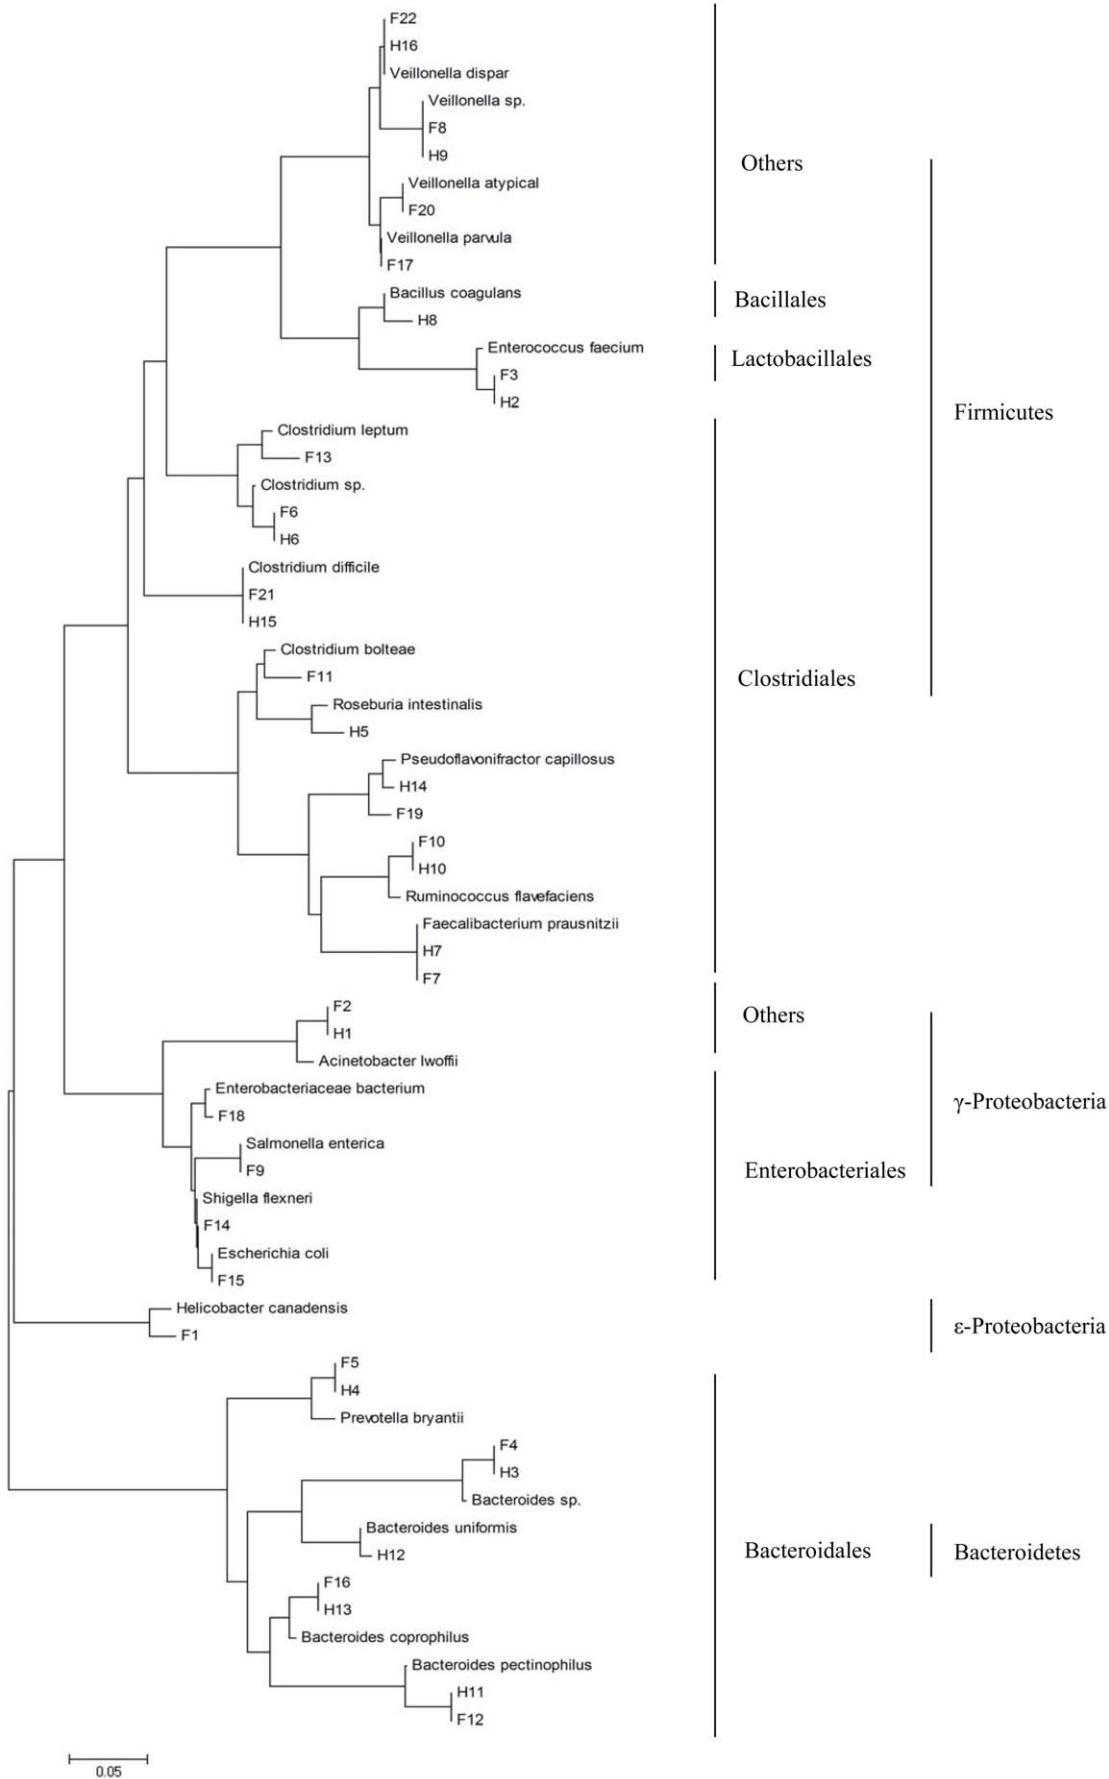 F22
H16
Veillonella dispar
Veillonella sp.
F8
H9
Others
Veillonella atypical
F20
Veillonella parvula
F17
Bacillus coagulans
Bacillales
H8
Enterococcus faecium
Lactobacillales
F3
H2
Firmicutes
Clostridium leptum
F13
Clostridium sp.
F6
H6
Clostridium difficile
F21
H15
Clostridium bolteae
F11
Clostridiales
Roseburia intestinalis
H5
Pseudoflavonifractor capillosus
H14
F19
F10
H10
Ruminococcus flavefaciens
Faecalibacterium prausnitzii
H7
F7
F2
Others
H1
Acinetobacter lwoffii
Enterobacteriaceae bacterium
γ-Proteobacteria
F18
Salmonella enterica
F9
Enterobacteriales
Shigella flexneri
F14
Escherichia coli
F15
Helicobacter canadensis
ε-Proteobacteria
F1
F5
H4
Prevotella bryantii
F4
H3
Bacteroides sp.
Bacteroides uniformis
H12
Bacteroidales
Bacteroidetes
F16
H13
Bacteroides coprophilus
Bacteroides pectinophilus
H11
F12
0.05